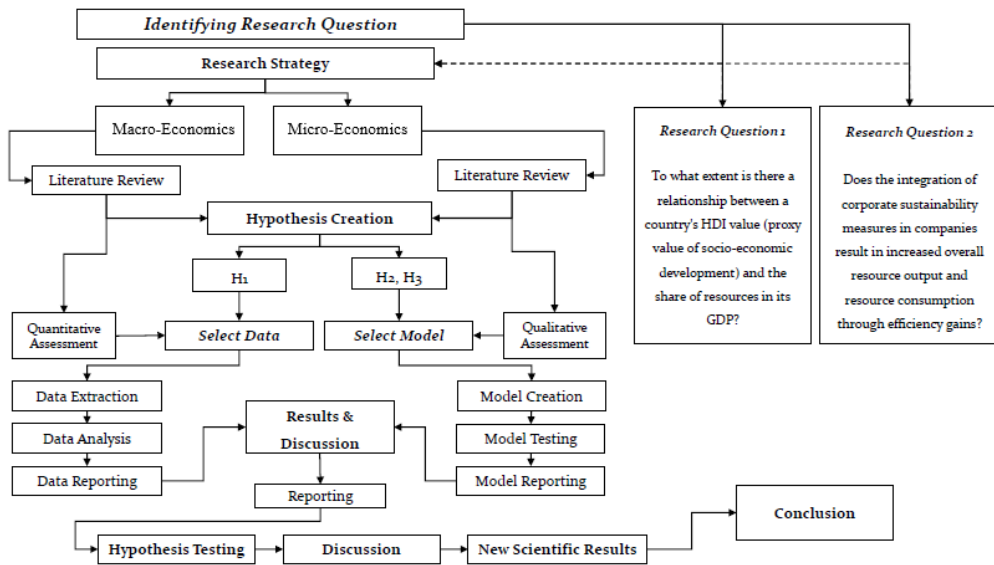 Identifying Research Question
Research Strategy
Macro-Economics
Micro-Economics
Literature Review
Literature Review
Hypothesis Creation
H1
H2, H3
Quantitative
Assessment
Select Data
Select Model
Qualitative
Assessment
Data Extraction
Model Creation
Results &
Discussion
Data Analysis
Model Testing
Data Reporting
Model Reporting
Reporting
Hypothesis Testing
Discussion
New Scientific Results
Conclusion
Research Question 1
To what extent is there a
relationship between a
country's HDI value (proxy
value of socio-economic
development) and the
share of resources in its
GDP?
Research Question 2
Does the integration of
corporate sustainability
measures in companies
result in increased overall
resource output and
resource consumption
through efficiency gains?